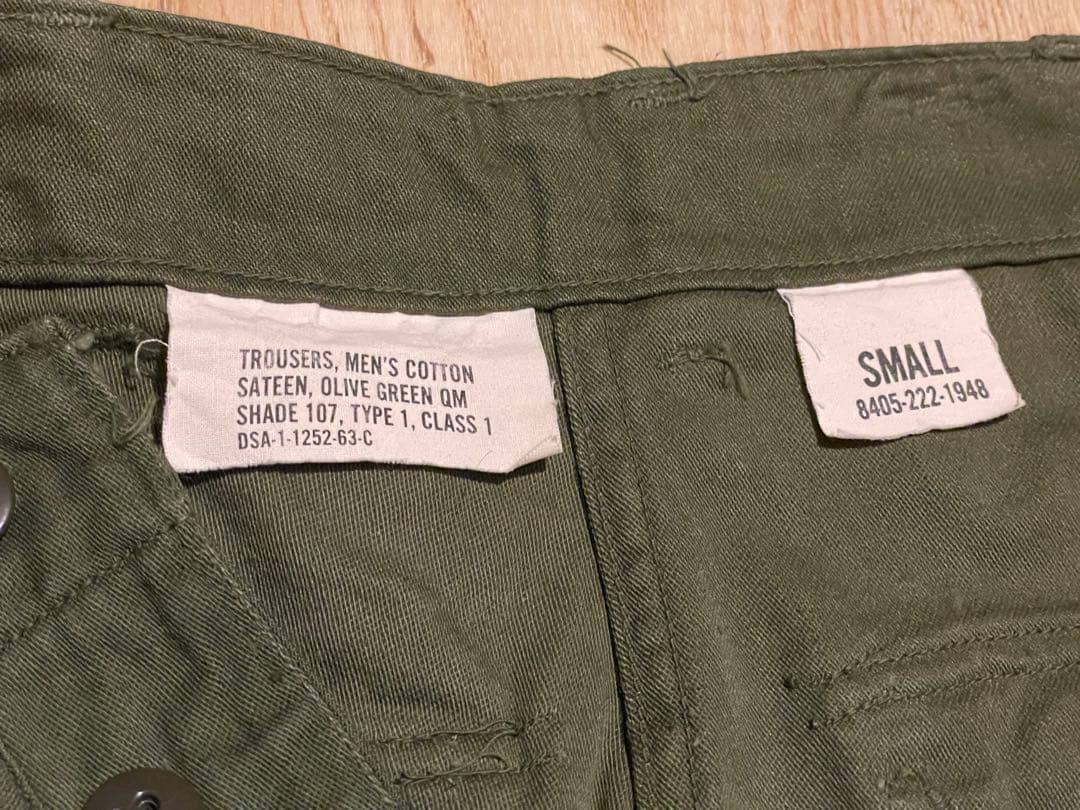 TROUSERS, MEN'S COTTON
SATEEN, OLIVE GREEN QM
SHADE 107, TYPE 1, CLASS 1
DSA-1-1252-63-C
SMALL
8405-222-1948